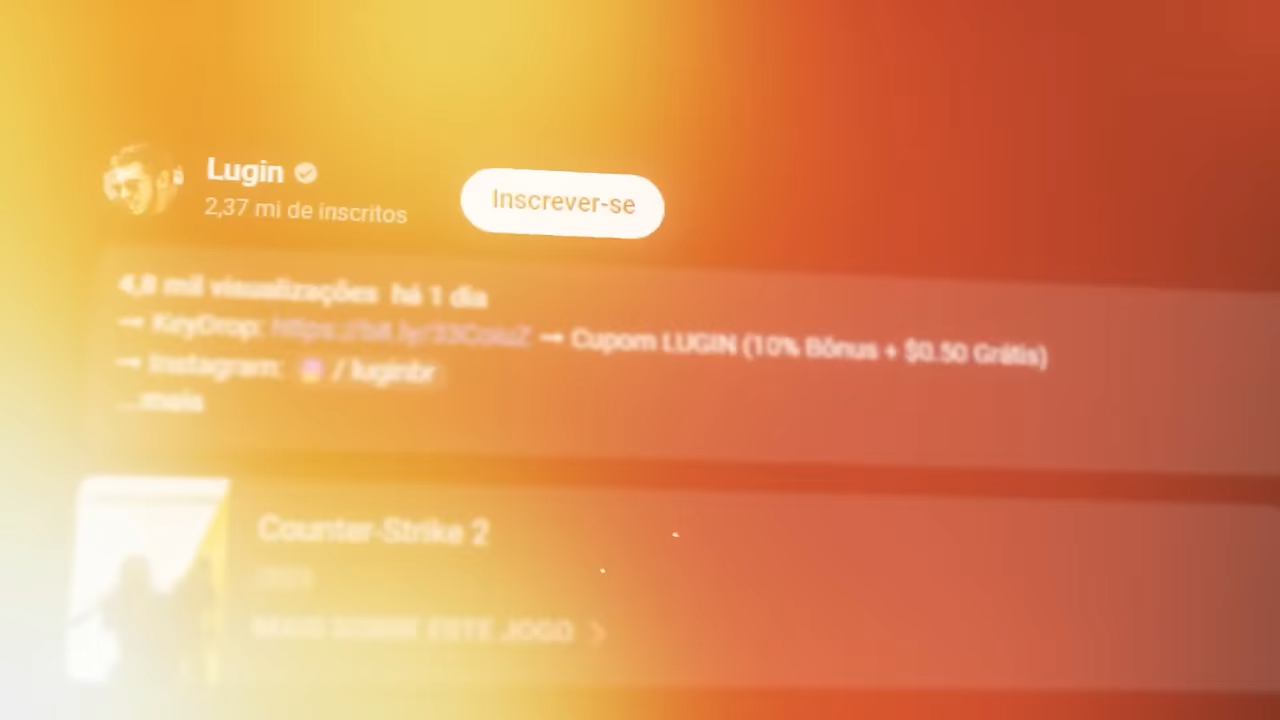 Lugin
2,37 mi de inscritos
Inscrever-se
4,8 mil visualizações há 1 dia
→ KeyDrop: → Cupom LUGIN (10% Bônus + $0.50 Grátis)
→ Instagram: / luginbr
...mais
Counter-Strike 2
MAIS SOBRE ESTE JOGO >